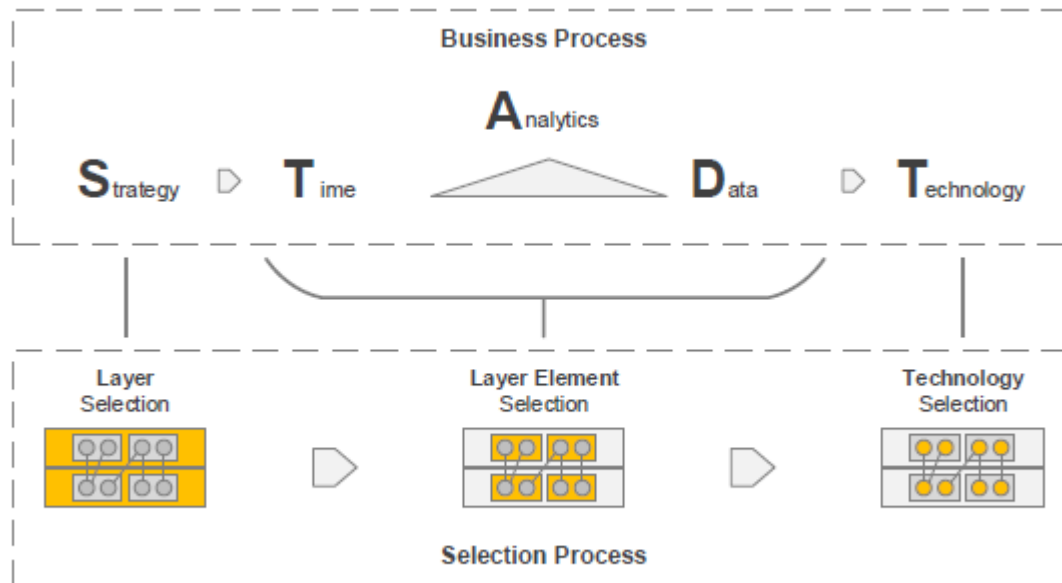 Business Process
Analytics
Strategy
Time
Data
Technology
Layer
Selection
Layer Element
Selection
Technology
Selection
Selection Process